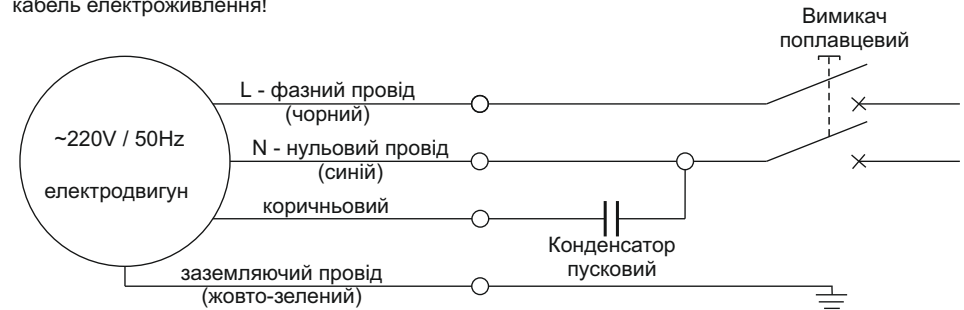 кабель електроживлення!
Вимикач
поплавцевий
L - фазний провід
(чорний)
~220V / 50Hz
N - нульовий провід
(синій)
електродвигун
коричньовий
Конденсатор
пусковий
заземляючий провід
(жовто-зелений)